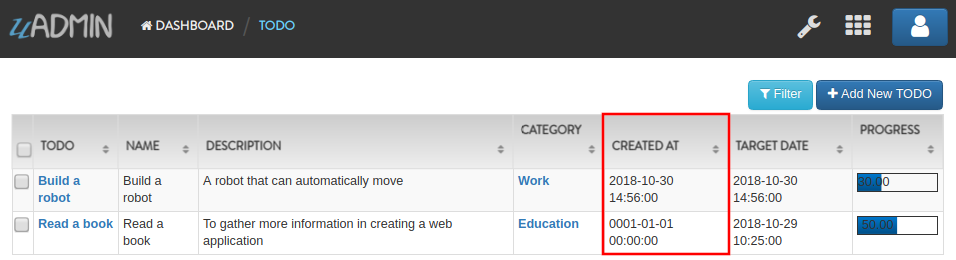 uADMIN DASHBOARD / TODO
Filter + Add New TODO
TODO NAME DESCRIPTION CATEGORY CREATED AT TARGET DATE PROGRESS
Build a robot Build a robot A robot that can automatically move Work 2018-10-30 14:56:00 2018-10-30 14:56:00 30.00
Read a book Read a book To gather more information in creating a web application Education 0001-01-01 00:00:00 2018-10-29 10:25:00 50.00